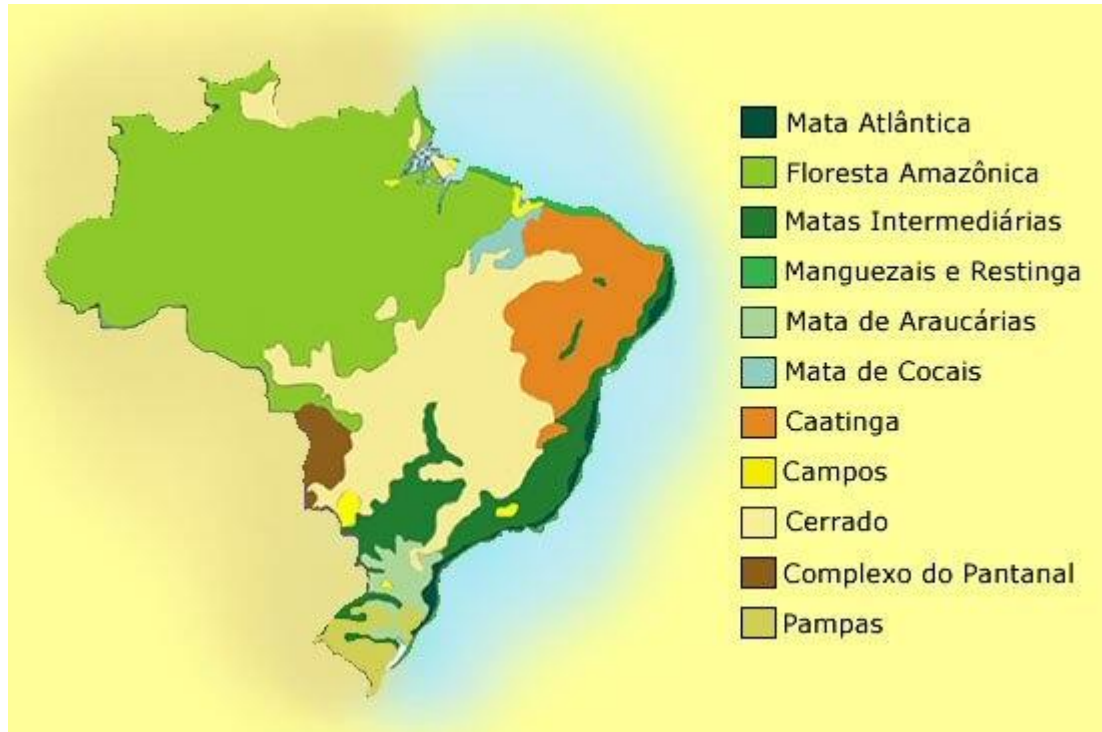 Mata Atlântica
Floresta Amazônica
Matas Intermediárias
Manguezais e Restinga
Mata de Araucárias
Mata de Cocais
Caatinga
Campos
Cerrado
Complexo do Pantanal
Pampas